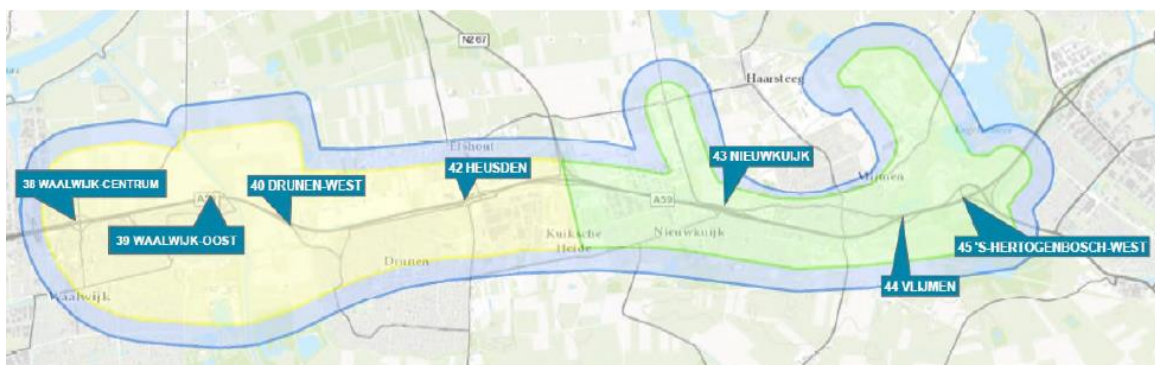 N267
Haarsteeg
Elshout
43 NIEUWKUIJK
42 HEUSDEN
38 WAALWIJK-CENTRUM
40 DRUNEN-WEST
Vlijmen
A59
39 WAALWIJK-OOST
Kuiksche
Heide
Nieuwkuijk
45 'S-HERTOGENBOSCH-WEST
Drunen
44 VLIJMEN
Waalwijk